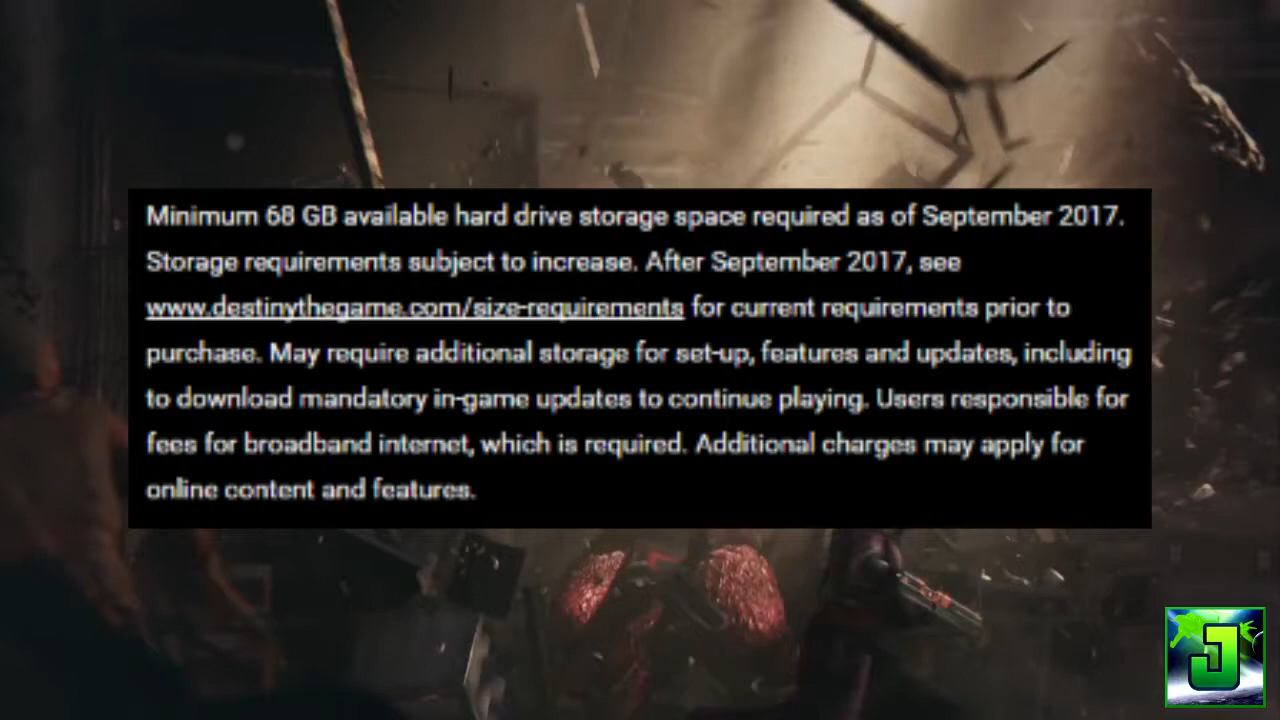 Minimum 68 GB available hard drive storage space required as of September 2017.
Storage requirements subject to increase. After September 2017, see
www.destinythegame.com/size-requirements for current requirements prior to
purchase. May require additional storage for set-up, features and updates, including
to download mandatory in-game updates to continue playing. Users responsible for
fees for broadband internet, which is required. Additional charges may apply for
online content and features.
J